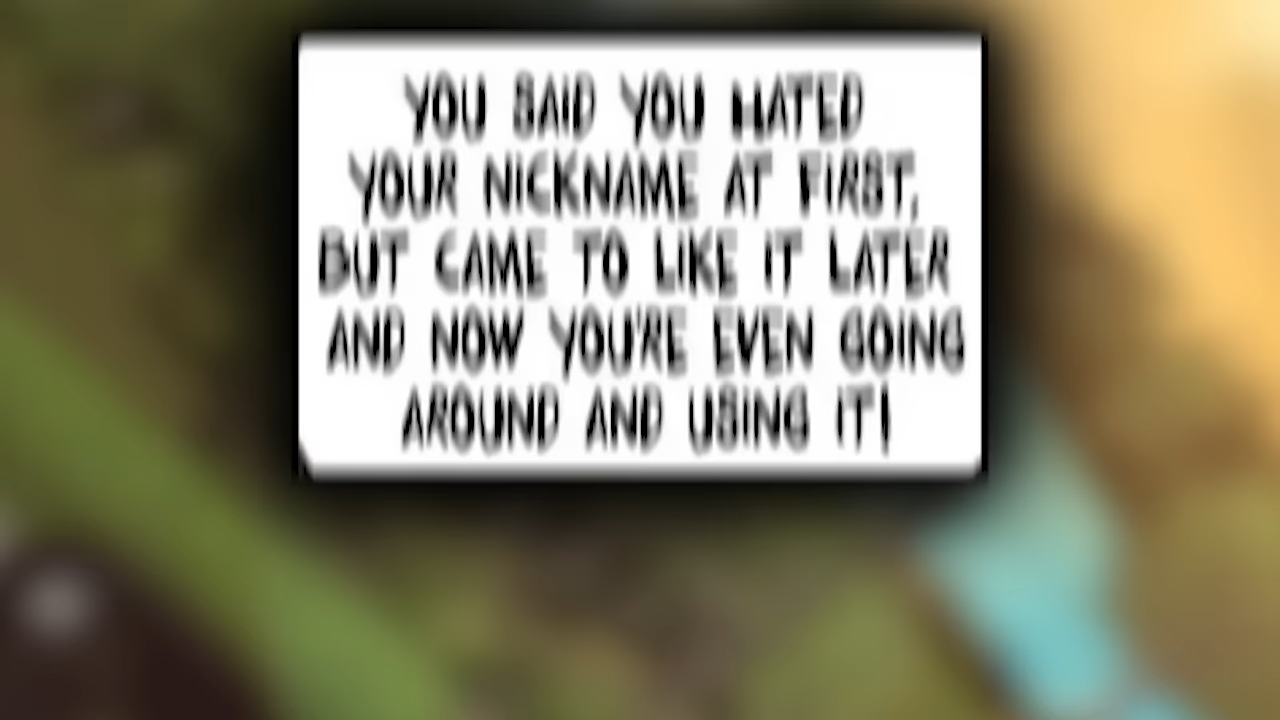 YOU SAID YOU HATED
YOUR NICKNAME AT FIRST,
BUT CAME TO LIKE IT LATER
AND NOW YOU'RE EVEN GOING
AROUND AND USING IT!